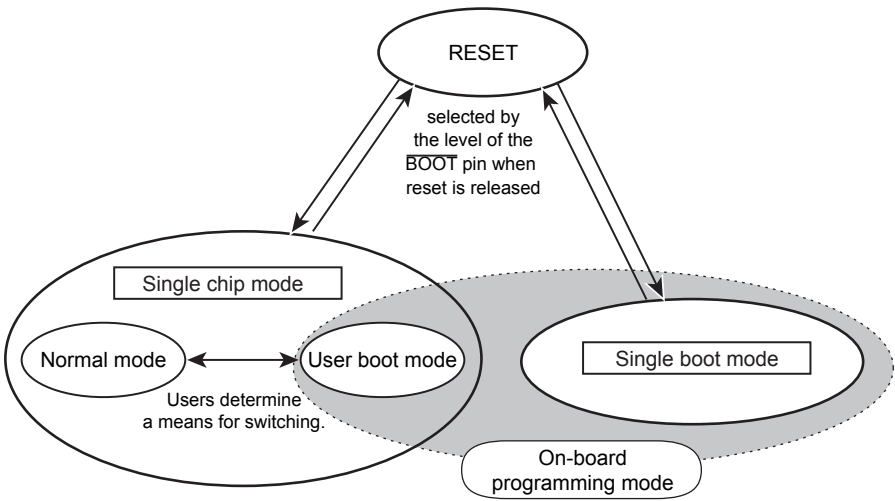 RESET
selected by
the level of the
BOOT pin when
reset is released
Single chip mode
Normal mode
User boot mode
Single boot mode
Users determine
a means for switching.
On-board
programming mode